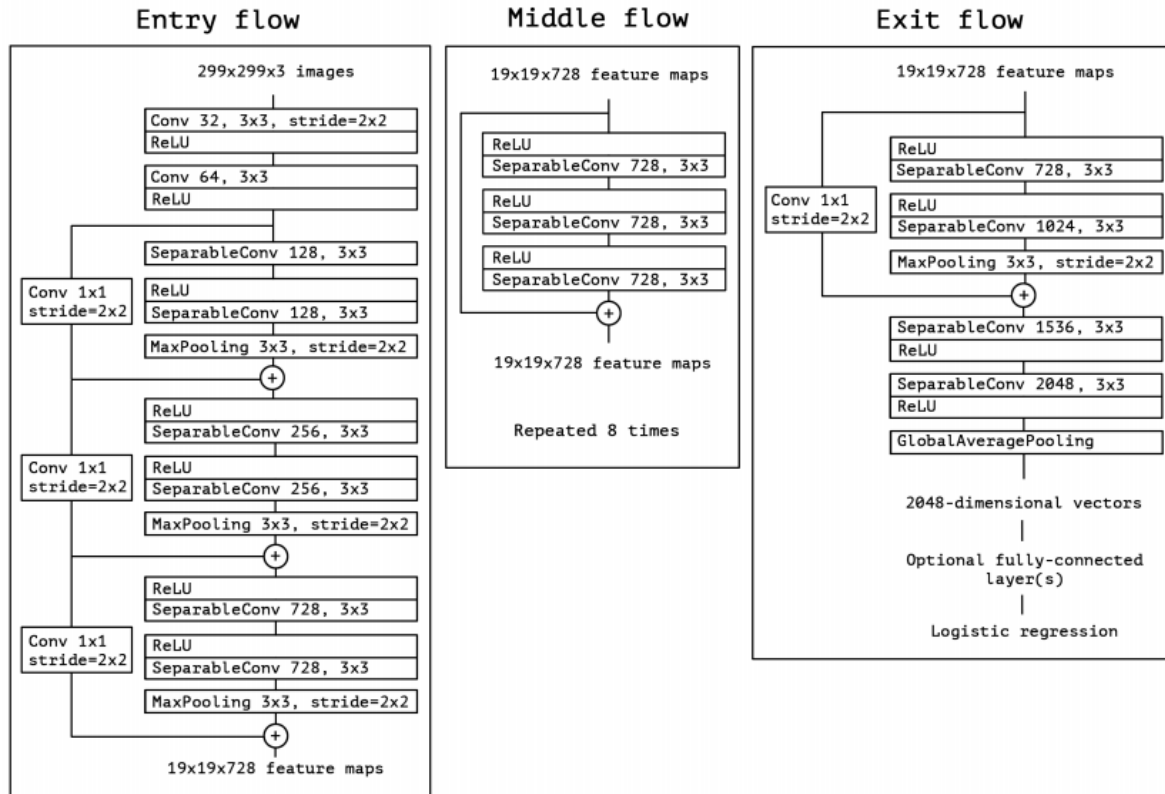 Entry flow
299x299x3 images
Conv 32, 3x3, stride=2x2
ReLU
Conv 64, 3x3
ReLU
SeparableConv 128, 3x3
Conv 1x1
stride=2x2
ReLU
SeparableConv 128, 3x3
MaxPooling 3x3, stride=2x2
+
ReLU
SeparableConv 256, 3x3
Conv 1x1
stride=2x2
ReLU
SeparableConv 256, 3x3
MaxPooling 3x3, stride=2x2
+
ReLU
SeparableConv 728, 3x3
Conv 1x1
stride=2x2
ReLU
SeparableConv 728, 3x3
MaxPooling 3x3, stride=2x2
+
19x19x728 feature maps
Middle flow
19x19x728 feature maps
ReLU
SeparableConv 728, 3x3
ReLU
SeparableConv 728, 3x3
ReLU
SeparableConv 728, 3x3
+
19x19x728 feature maps
Repeated 8 times
Exit flow
19x19x728 feature maps
ReLU
SeparableConv 728, 3x3
Conv 1x1
stride=2x2
ReLU
SeparableConv 1024, 3x3
MaxPooling 3x3, stride=2x2
+
SeparableConv 1536, 3x3
ReLU
SeparableConv 2048, 3x3
ReLU
GlobalAveragePooling
2048-dimensional vectors
Optional fully-connected
layer(s)
Logistic regression